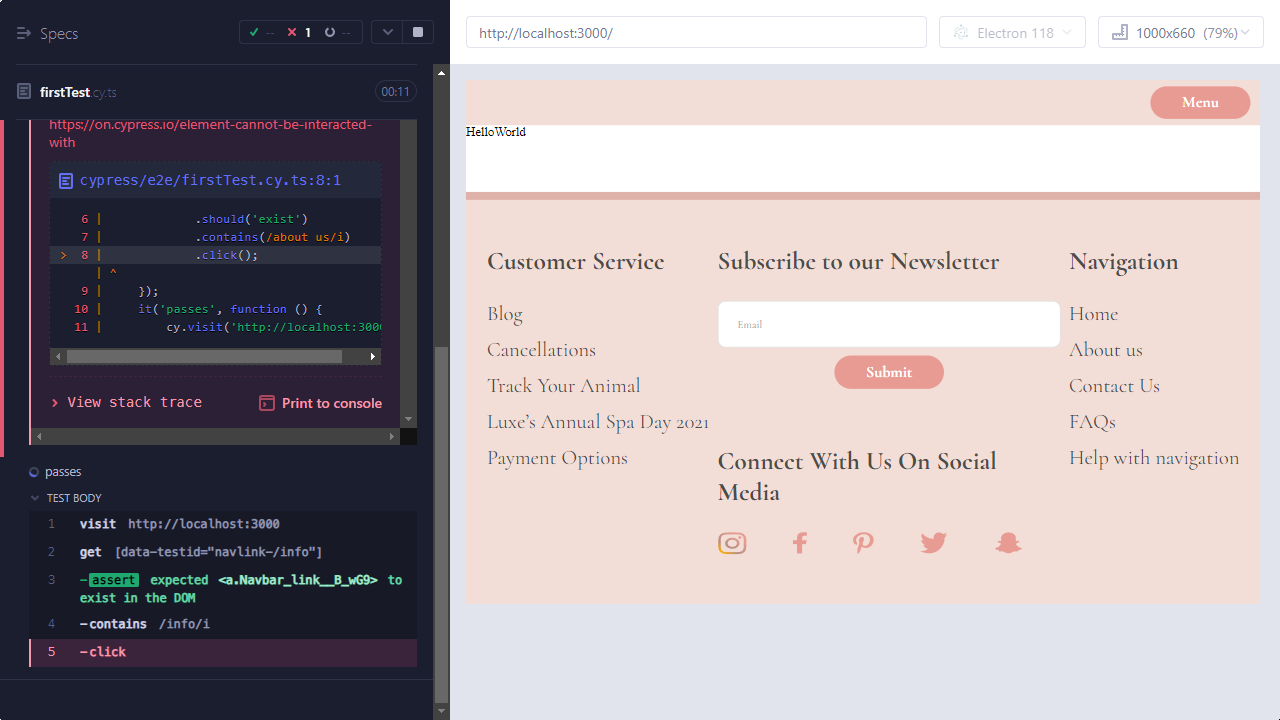 Specs
-- 1 --
firstTest.cy.ts
00:11
https://on.cypress.io/element-cannot-be-interacted-
with
cypress/e2e/firstTest.cy.ts:8:1
6 | .should('exist')
7 | .contains(/about us/i)
> 8 | .click();
| ^
9 | });
10 | it('passes', function () {
11 | cy.visit('http://localhost:300
View stack trace
Print to console
passes
TEST BODY
1 visit http://localhost:3000
2 get [data-testid="navlink-/info"]
3 -assert expected <a.Navbar_link__B_wG9> to
exist in the DOM
4 -contains /info/i
5 -click
http://localhost:3000/
Electron 118
1000x660 (79%)
Menu
HelloWorld
Customer Service
Blog
Cancellations
Track Your Animal
Luxe's Annual Spa Day 2021
Payment Options
Subscribe to our Newsletter
Email
Submit
Connect With Us On Social
Media
Navigation
Home
About us
Contact Us
FAQs
Help with navigation